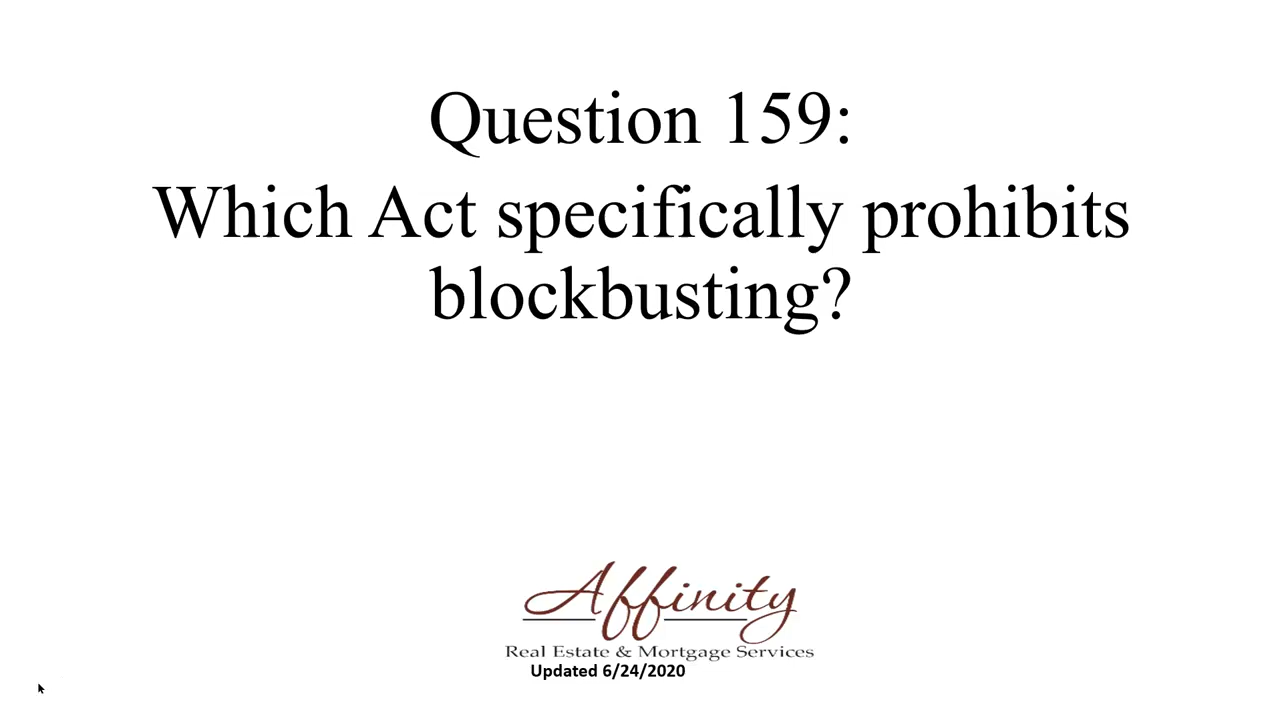 Question 159:
Which Act specifically prohibits
blockbusting?
Affinity
Real Estate & Mortgage Services
Updated 6/24/2020